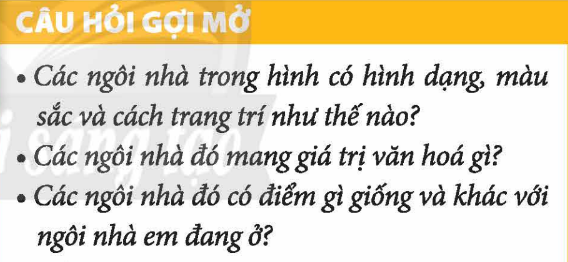 CÂU HỎI GỢI MỞ
• Các ngôi nhà trong hình có hình dạng, màu
sắc và cách trang trí như thế nào?
• Các ngôi nhà đó mang giá trị văn hoá gì?
• Các ngôi nhà đó có điểm gì giống và khác với
ngôi nhà em đang ở?